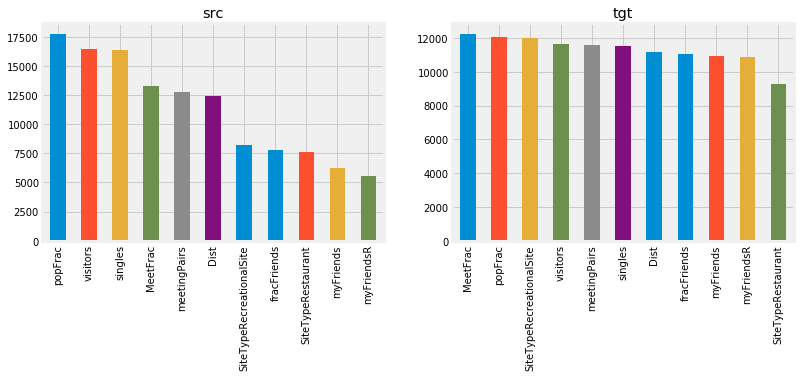 src
17500
15000
12500
10000
7500
5000
2500
0
popFrac
visitors
singles
MeetFrac
meetingPairs
Dist
SiteTypeRecreationalSite
fracFriends
SiteTypeRestaurant
myFriends
myFriendsR
tgt
12000
10000
8000
6000
4000
2000
0
MeetFrac
popFrac
SiteTypeRecreationalSite
visitors
meetingPairs
singles
Dist
fracFriends
myFriends
myFriendsR
SiteTypeRestaurant